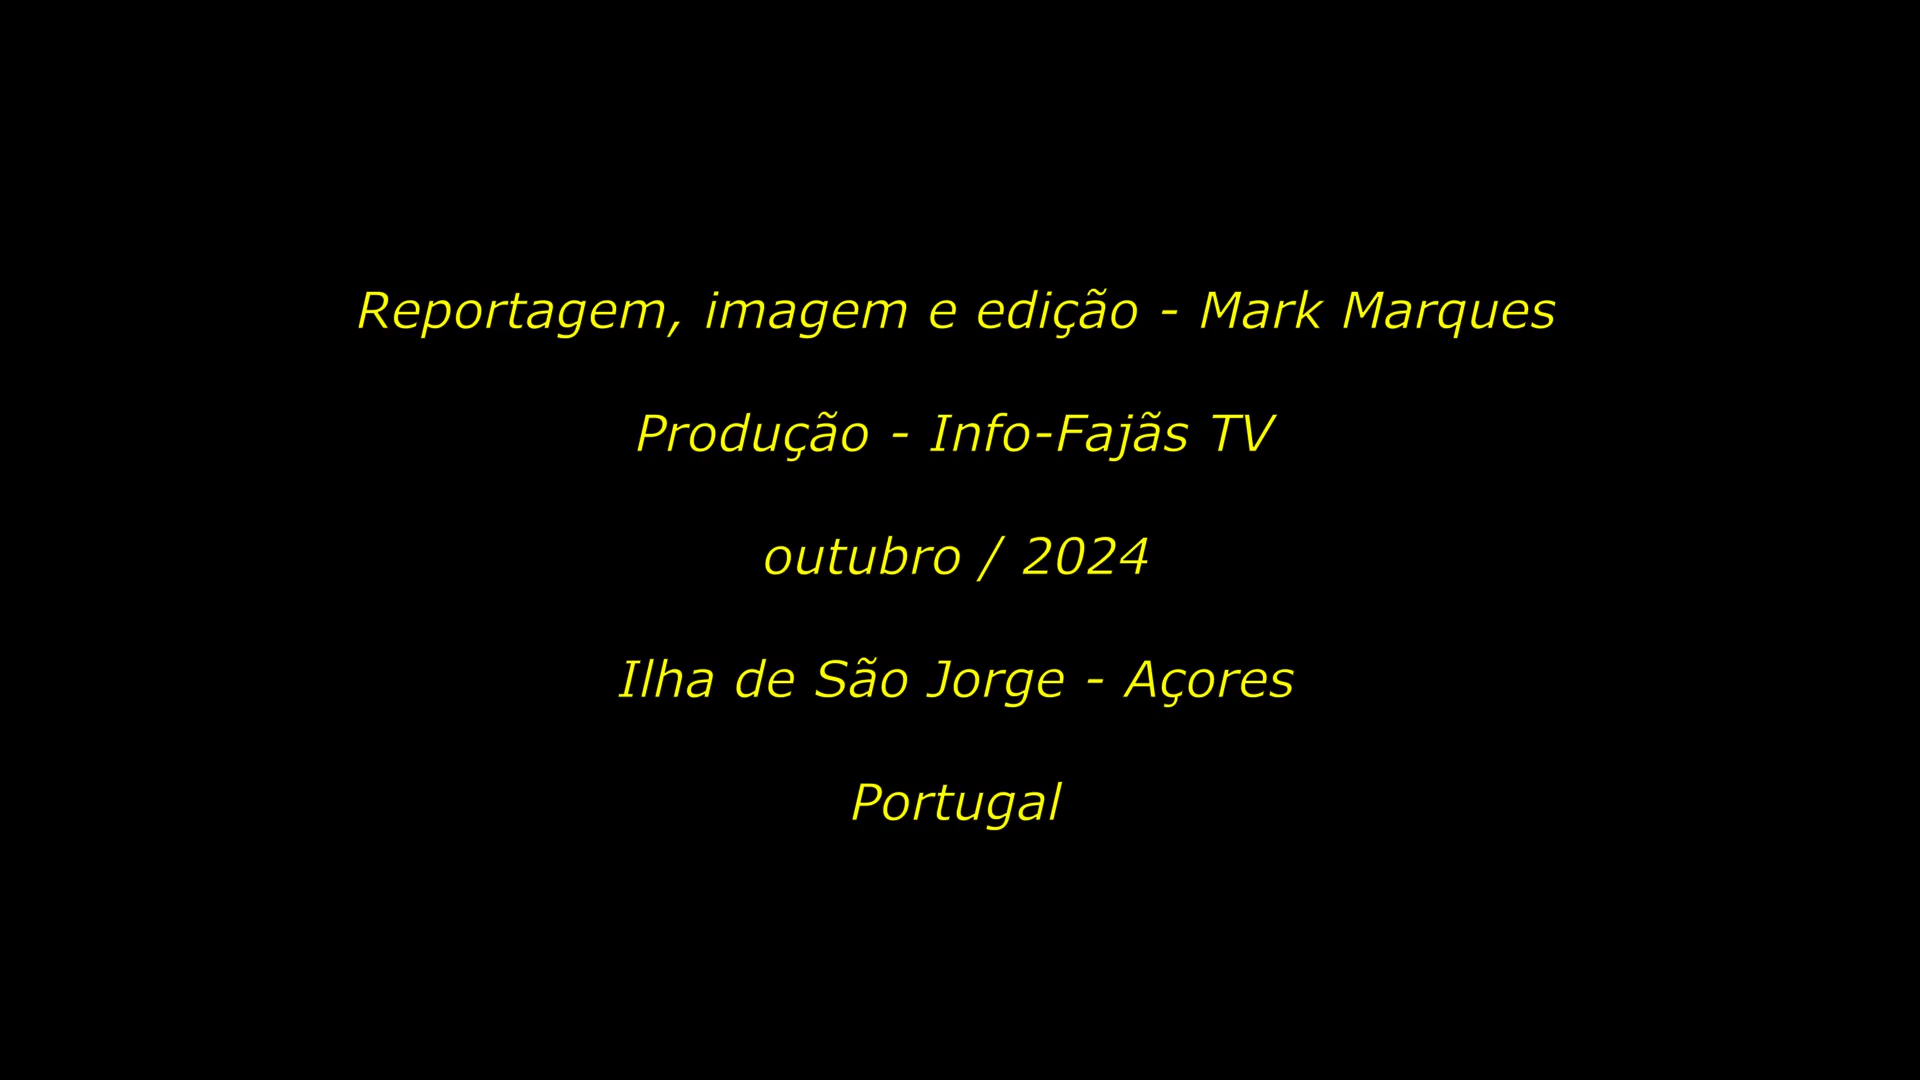 Reportagem, imagem e edição - Mark Marques
Produção - Info-Fajãs TV
outubro / 2024
Ilha de São Jorge - Açores
Portugal